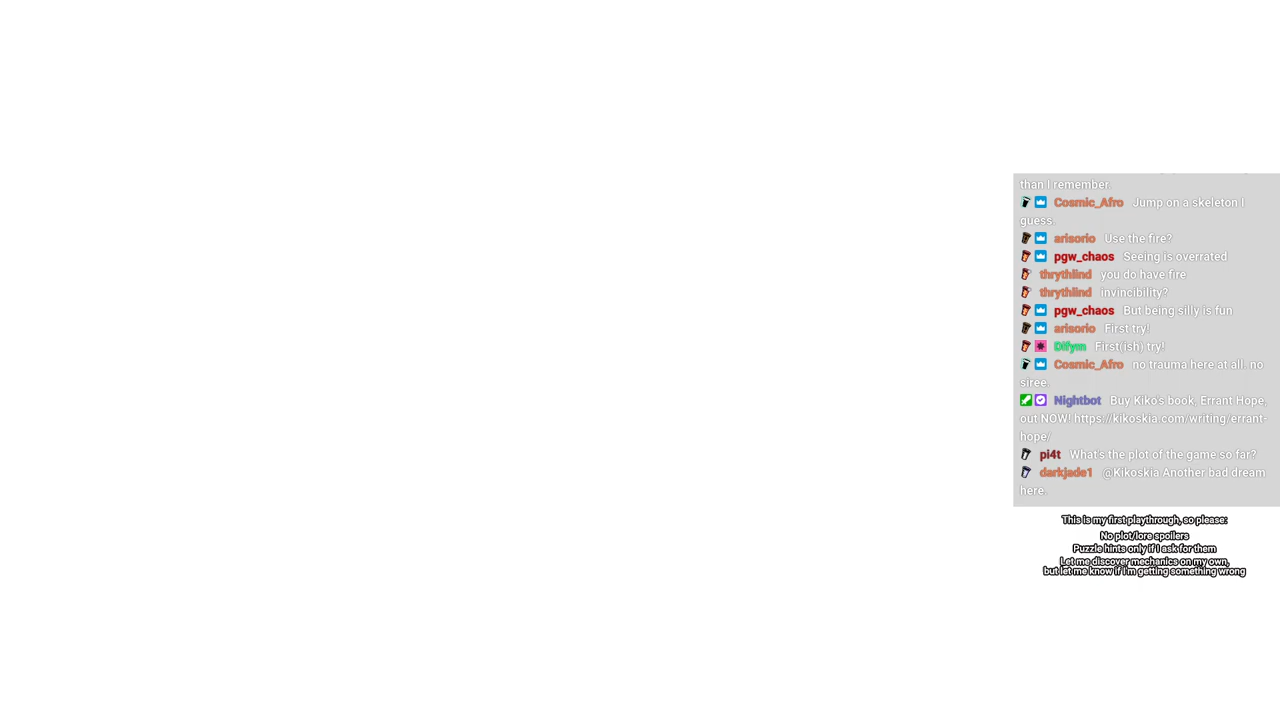 than I remember.
Cosmic_Afro Jump on a skeleton I
guess.
arisorio Use the fire?
pgw_chaos Seeing is overrated
thrythlind you do have fire
thrythlind invincibility?
pgw_chaos But being silly is fun
arisorio First try!
Dlfym First(ish) try!
Cosmic_Afro no trauma here at all. no
siree.
Nightbot Buy Kiko's book, Errant Hope,
out NOW! https://kikoskia.com/writing/errant-
hope/
pi4t What's the plot of the game so far?
darkjade1 @Kikoskia Another bad dream
here.
This is my first playthrough, so please:
No plot/lore spoilers
Puzzle hints only if I ask for them
Let me discover mechanics on my own,
but let me know if I'm getting something wrong